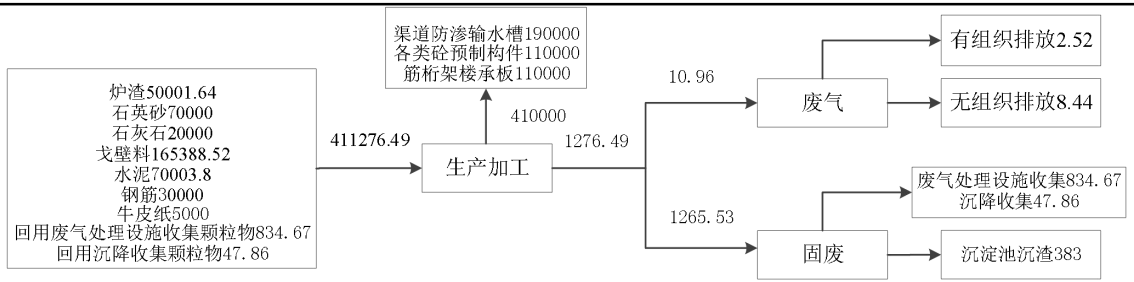 炉渣50001.64
石英砂70000
石灰石20000
戈壁料165388.52
水泥70003.8
钢筋30000
牛皮纸5000
回用废气处理设施收集颗粒物834.67
回用沉降收集颗粒物47.86
411276.49
生产加工
渠道防渗输水槽190000
各类砼预制构件110000
筋桁架楼承板110000
410000
1276.49
10.96
废气
有组织排放2.52
无组织排放8.44
1265.53
固废
废气处理设施收集834.67
沉降收集47.86
沉淀池沉渣383